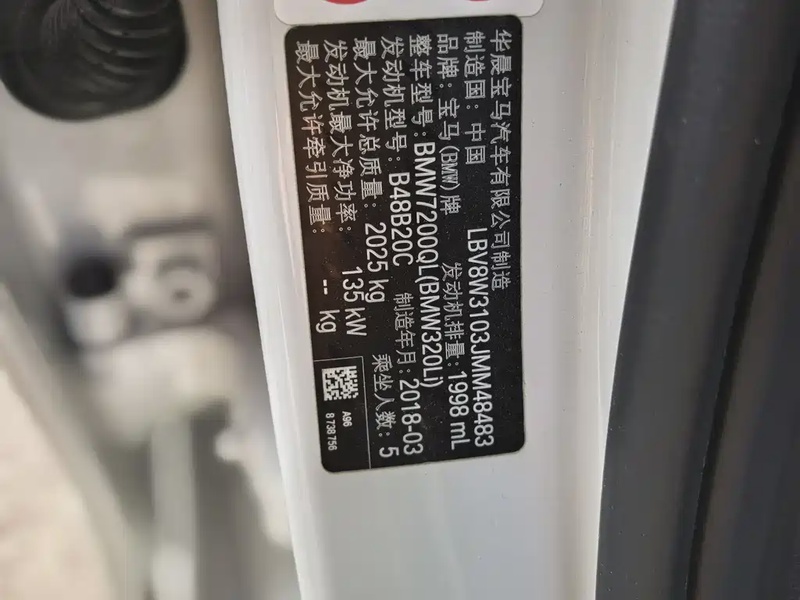 华晨宝马汽车有限公司制造
制造国：中国 LBV8W3103JMM48483
品牌：宝马(BMW)牌 发动机排量：1998 mL
整车型号：BMW7200QL(BMW320Li)
发动机型号：B48B20C 制造年月：2018-03
最大允许总质量：2025 kg 乘坐人数：5
发动机最大净功率：135 kW
最大允许牵引质量：-- kg
A96
8 738 756